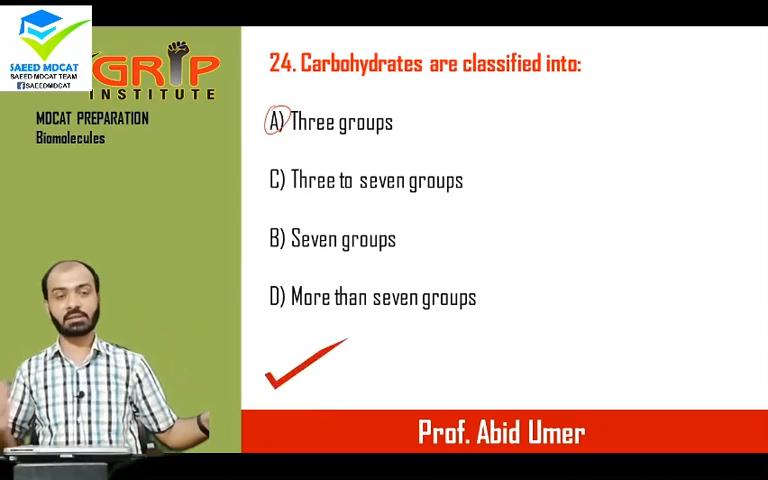 SAEED MDCAT
SAEED MDCAT TEAM
SAEEDMDCAT
GRIP
INSTITUTE
MDCAT PREPARATION
Biomolecules
24. Carbohydrates are classified into:
A) Three groups
C) Three to seven groups
B) Seven groups
D) More than seven groups
Prof. Abid Umer